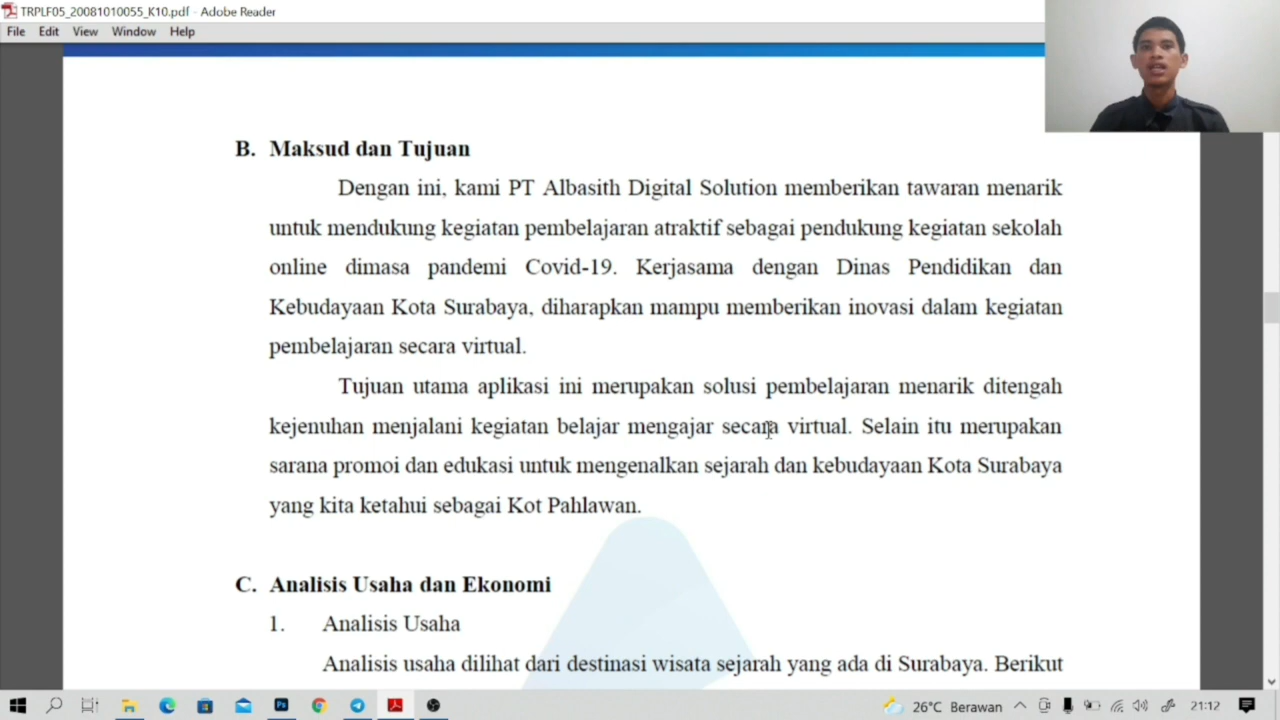 TRPLF05_20081010055_K10.pdf - Adobe Reader
File Edit View Window Help
B. Maksud dan Tujuan
Dengan ini, kami PT Albasith Digital Solution memberikan tawaran menarik
untuk mendukung kegiatan pembelajaran atraktif sebagai pendukung kegiatan sekolah
online dimasa pandemi Covid-19. Kerjasama dengan Dinas Pendidikan dan
Kebudayaan Kota Surabaya, diharapkan mampu memberikan inovasi dalam kegiatan
pembelajaran secara virtual.
Tujuan utama aplikasi ini merupakan solusi pembelajaran menarik ditengah
kejenuhan menjalani kegiatan belajar mengajar secara virtual. Selain itu merupakan
sarana promoi dan edukasi untuk mengenalkan sejarah dan kebudayaan Kota Surabaya
yang kita ketahui sebagai Kot Pahlawan.
C. Analisis Usaha dan Ekonomi
1. Analisis Usaha
Analisis usaha dilihat dari destinasi wisata sejarah yang ada di Surabaya. Berikut
Ps 26°C Berawan 21:12